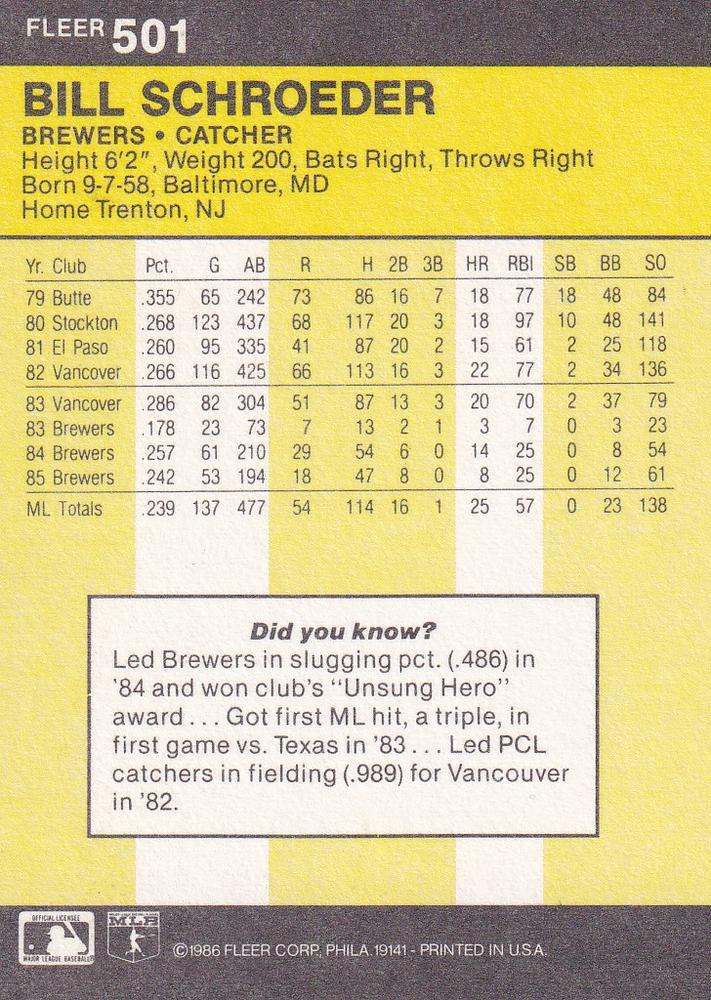 FLEER 501
BILL SCHROEDER
BREWERS • CATCHER
Height 6'2", Weight 200, Bats Right, Throws Right
Born 9-7-58, Baltimore, MD
Home Trenton, NJ
Yr. Club Pct. G AB R H 2B 3B HR RBI SB BB SO
79 Butte .355 65 242 73 86 16 7 18 77 18 48 84
80 Stockton .268 123 437 68 117 20 3 18 97 10 48 141
81 El Paso .260 95 335 41 87 20 2 15 61 2 25 118
82 Vancover .266 116 425 66 113 16 3 22 77 2 34 136
83 Vancover .286 82 304 51 87 13 3 20 70 2 37 79
83 Brewers .178 23 73 7 13 2 1 3 7 0 3 23
84 Brewers .257 61 210 29 54 6 0 14 25 0 8 54
85 Brewers .242 53 194 18 47 8 0 8 25 0 12 61
ML Totals .239 137 477 54 114 16 1 25 57 0 23 138
Did you know?
Led Brewers in slugging pct. (.486) in
'84 and won club's "Unsung Hero"
award . . . Got first ML hit, a triple, in
first game vs. Texas in '83 . . . Led PCL
catchers in fielding (.989) for Vancouver
in '82.
OFFICIAL LICENSEE
MAJOR LEAGUE BASEBALL
MLB
©1986 FLEER CORP., PHILA. 19141 - PRINTED IN U.S.A.